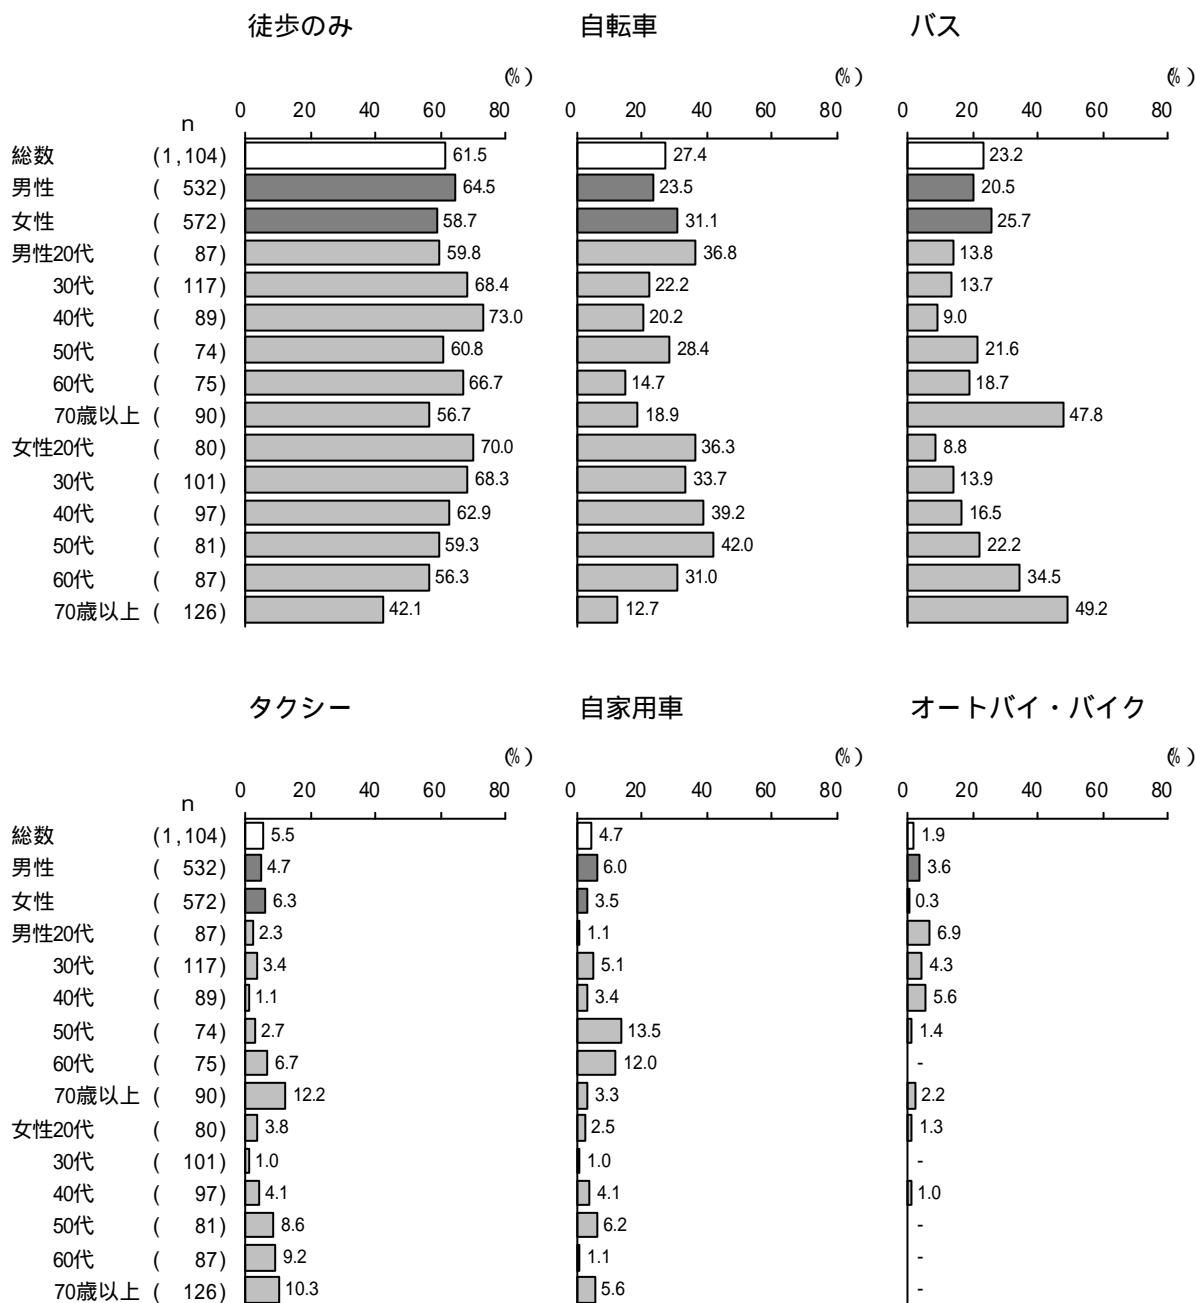 徒歩のみ 自転車 バス
(%) (%) (%)
0 20 40 60 80 0 20 40 60 80 0 20 40 60 80
n
総数 (1,104) 61.5 27.4 23.2
男性 ( 532) 64.5 23.5 20.5
女性 ( 572) 58.7 31.1 25.7
男性20代 ( 87) 59.8 36.8 13.8
30代 ( 117) 68.4 22.2 13.7
40代 ( 89) 73.0 20.2 9.0
50代 ( 74) 60.8 28.4 21.6
60代 ( 75) 66.7 14.7 18.7
70歳以上 ( 90) 56.7 18.9 47.8
女性20代 ( 80) 70.0 36.3 8.8
30代 ( 101) 68.3 33.7 13.9
40代 ( 97) 62.9 39.2 16.5
50代 ( 81) 59.3 42.0 22.2
60代 ( 87) 56.3 31.0 34.5
70歳以上 ( 126) 42.1 12.7 49.2
タクシー 自家用車 オートバイ・バイク
(%) (%) (%)
0 20 40 60 80 0 20 40 60 80 0 20 40 60 80
n
総数 (1,104) 5.5 4.7 1.9
男性 ( 532) 4.7 6.0 3.6
女性 ( 572) 6.3 3.5 0.3
男性20代 ( 87) 2.3 1.1 6.9
30代 ( 117) 3.4 5.1 4.3
40代 ( 89) 1.1 3.4 5.6
50代 ( 74) 2.7 13.5 1.4
60代 ( 75) 6.7 12.0 -
70歳以上 ( 90) 12.2 3.3 2.2
女性20代 ( 80) 3.8 2.5 1.3
30代 ( 101) 1.0 1.0 -
40代 ( 97) 4.1 4.1 1.0
50代 ( 81) 8.6 6.2 -
60代 ( 87) 9.2 1.1 -
70歳以上 ( 126) 10.3 5.6 -